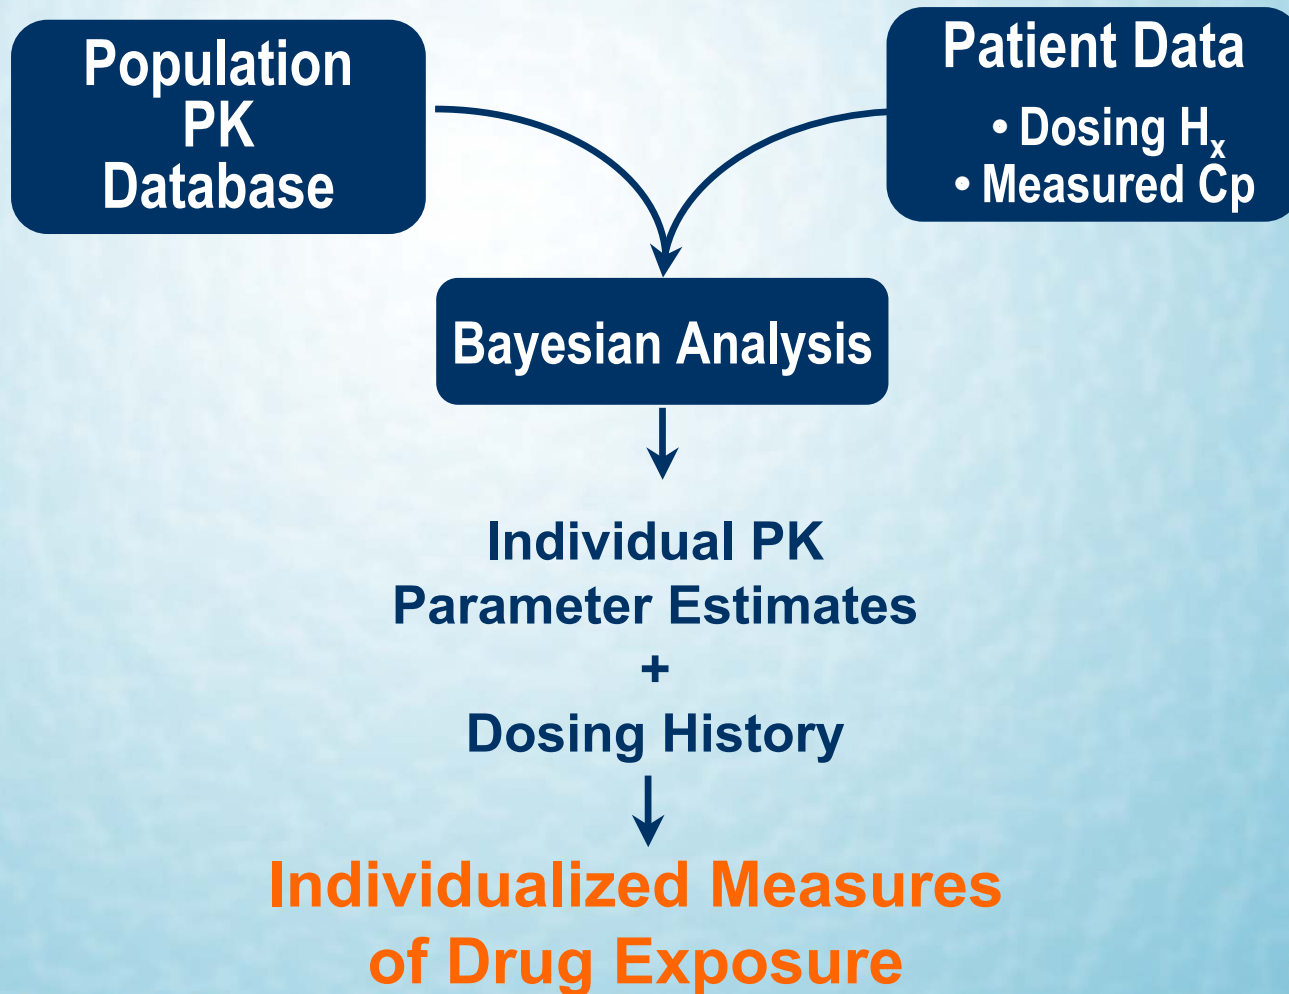 Population
PK
Database
Patient Data
• Dosing Hx
• Measured Cp
Bayesian Analysis
Individual PK
Parameter Estimates
+
Dosing History
Individualized Measures
of Drug Exposure